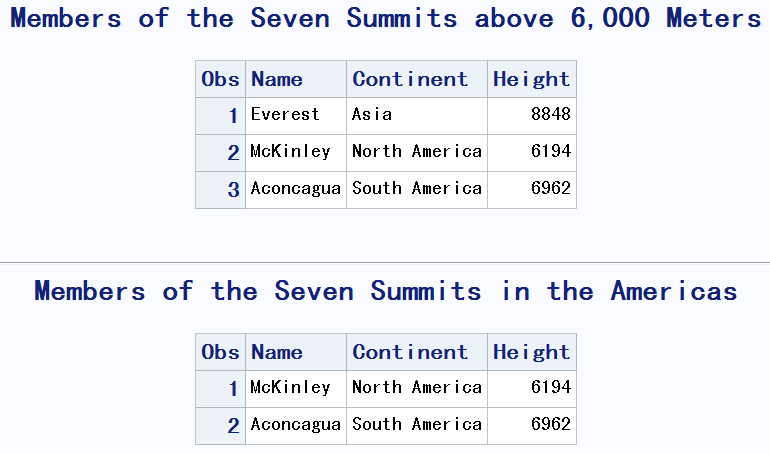 Members of the Seven Summits above 6,000 Meters
Obs Name Continent Height
1 Everest Asia 8848
2 McKinley North America 6194
3 Aconcagua South America 6962
Members of the Seven Summits in the Americas
Obs Name Continent Height
1 McKinley North America 6194
2 Aconcagua South America 6962